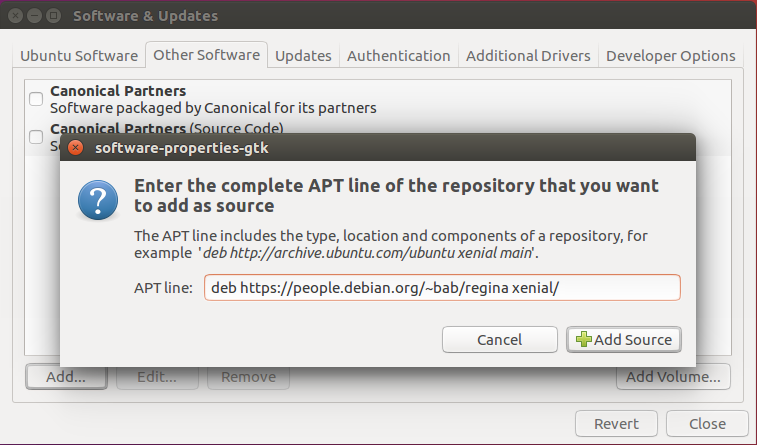 Software & Updates
Ubuntu Software Other Software Updates Authentication Additional Drivers Developer Options
Canonical Partners
Software packaged by Canonical for its partners
Canonical Partners (Source Code)
software-properties-gtk
Enter the complete APT line of the repository that you want
to add as source
The APT line includes the type, location and components of a repository, for
example 'deb http://archive.ubuntu.com/ubuntu xenial main'.
APT line: deb https://people.debian.org/~bab/regina xenial/
Cancel Add Source
Add... Edit... Remove Add Volume...
Revert Close